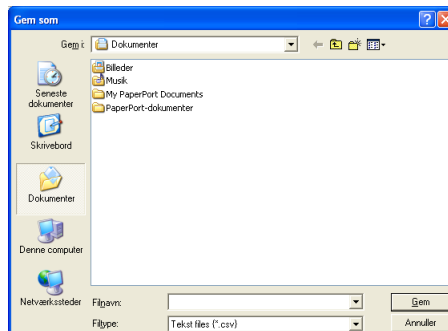 Gem som
Gem i: Dokumenter
Billeder
Musik
My PaperPort Documents
PaperPort-dokumenter
Seneste
dokumenter
Skrivebord
Dokumenter
Denne computer
Netværkssteder
Filnavn:
Gem
Filtype: Tekst files (*.csv)
Annuller